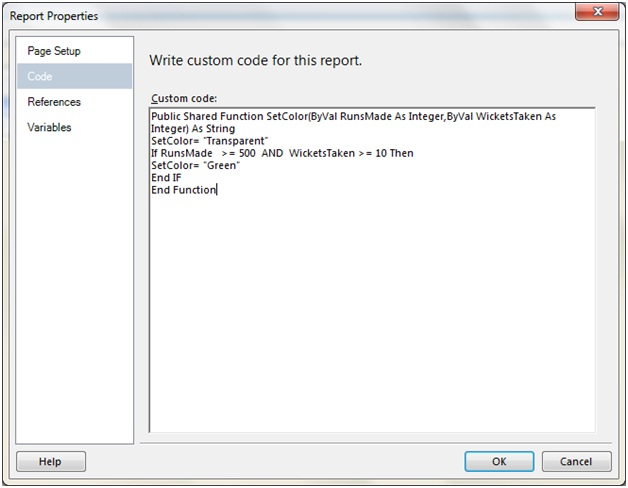 Report Properties
Page Setup
Code
References
Variables
Write custom code for this report.
Custom code:
Public Shared Function SetColor(ByVal RunsMade As Integer,ByVal WicketsTaken As
Integer) As String
SetColor= "Transparent"
If RunsMade   >= 500  AND  WicketsTaken >= 10 Then
SetColor= "Green"
End IF
End Function
Help
OK
Cancel